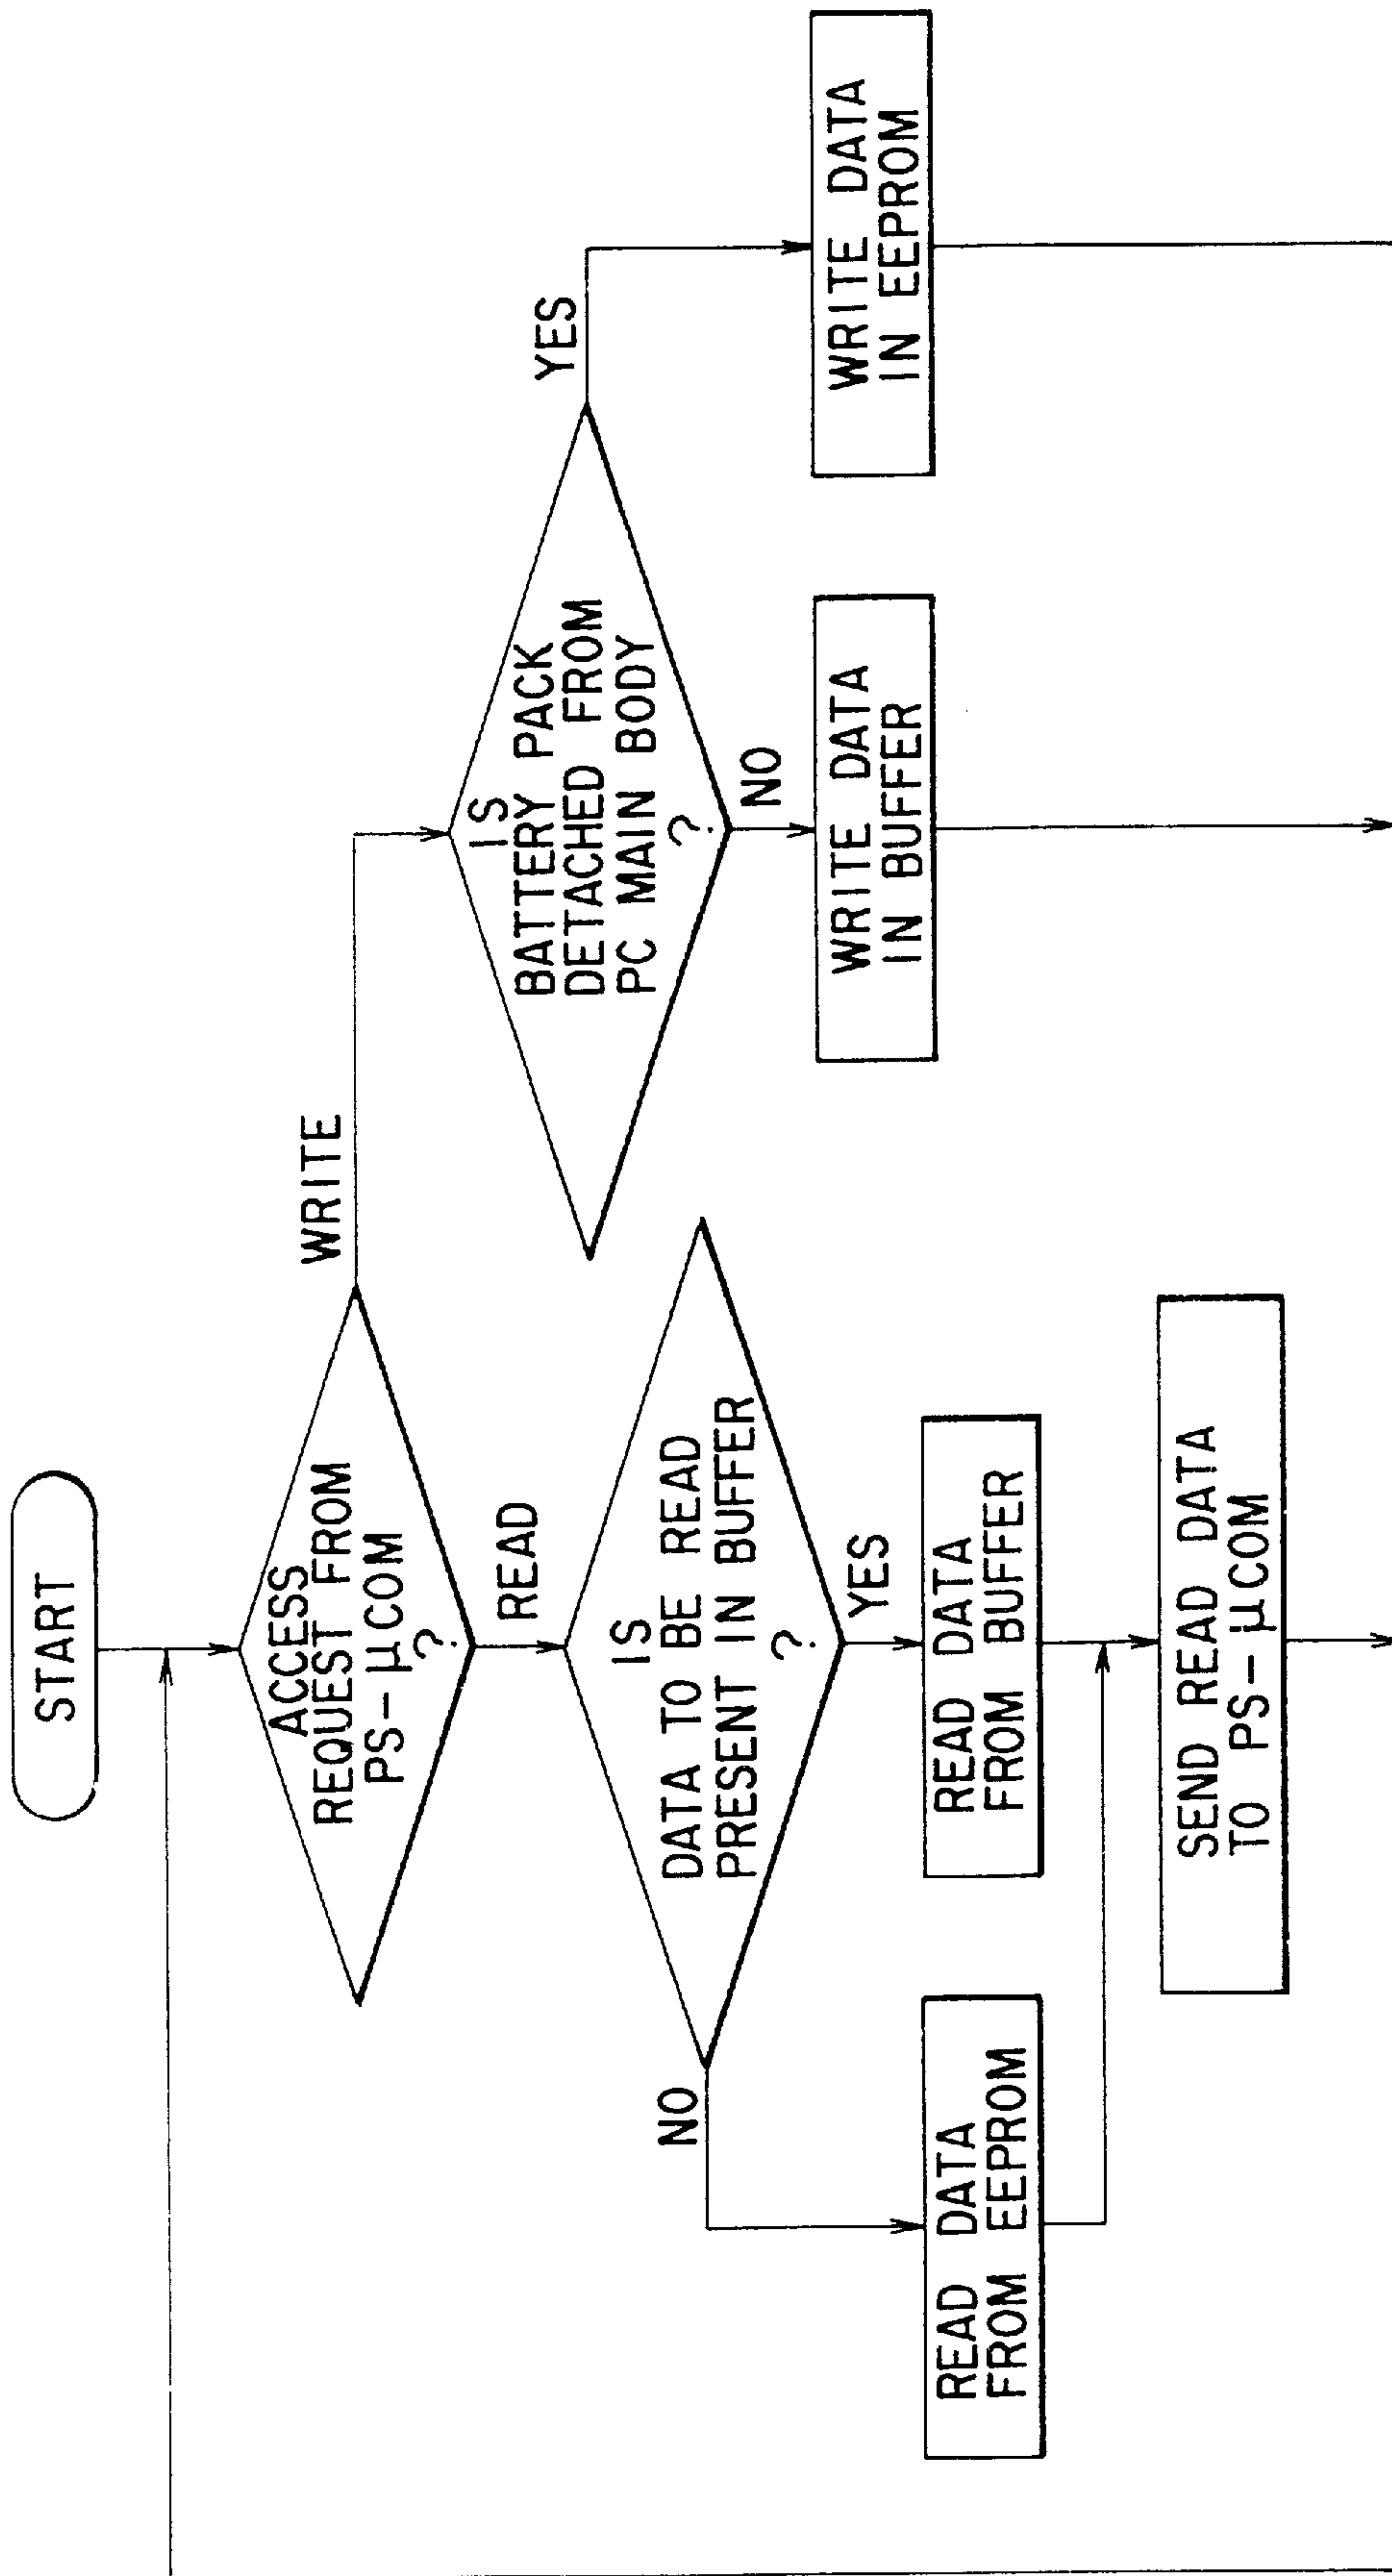 START
ACCESS
REQUEST FROM
PS-μCOM
?
WRITE
READ
IS
BATTERY PACK
DETACHED FROM
PC MAIN BODY
?
YES
NO
IS
DATA TO BE READ
PRESENT IN BUFFER
?
NO
YES
READ DATA
FROM EEPROM
READ DATA
FROM BUFFER
WRITE DATA
IN BUFFER
WRITE DATA
IN EEPROM
SEND READ DATA
TO PS-μCOM